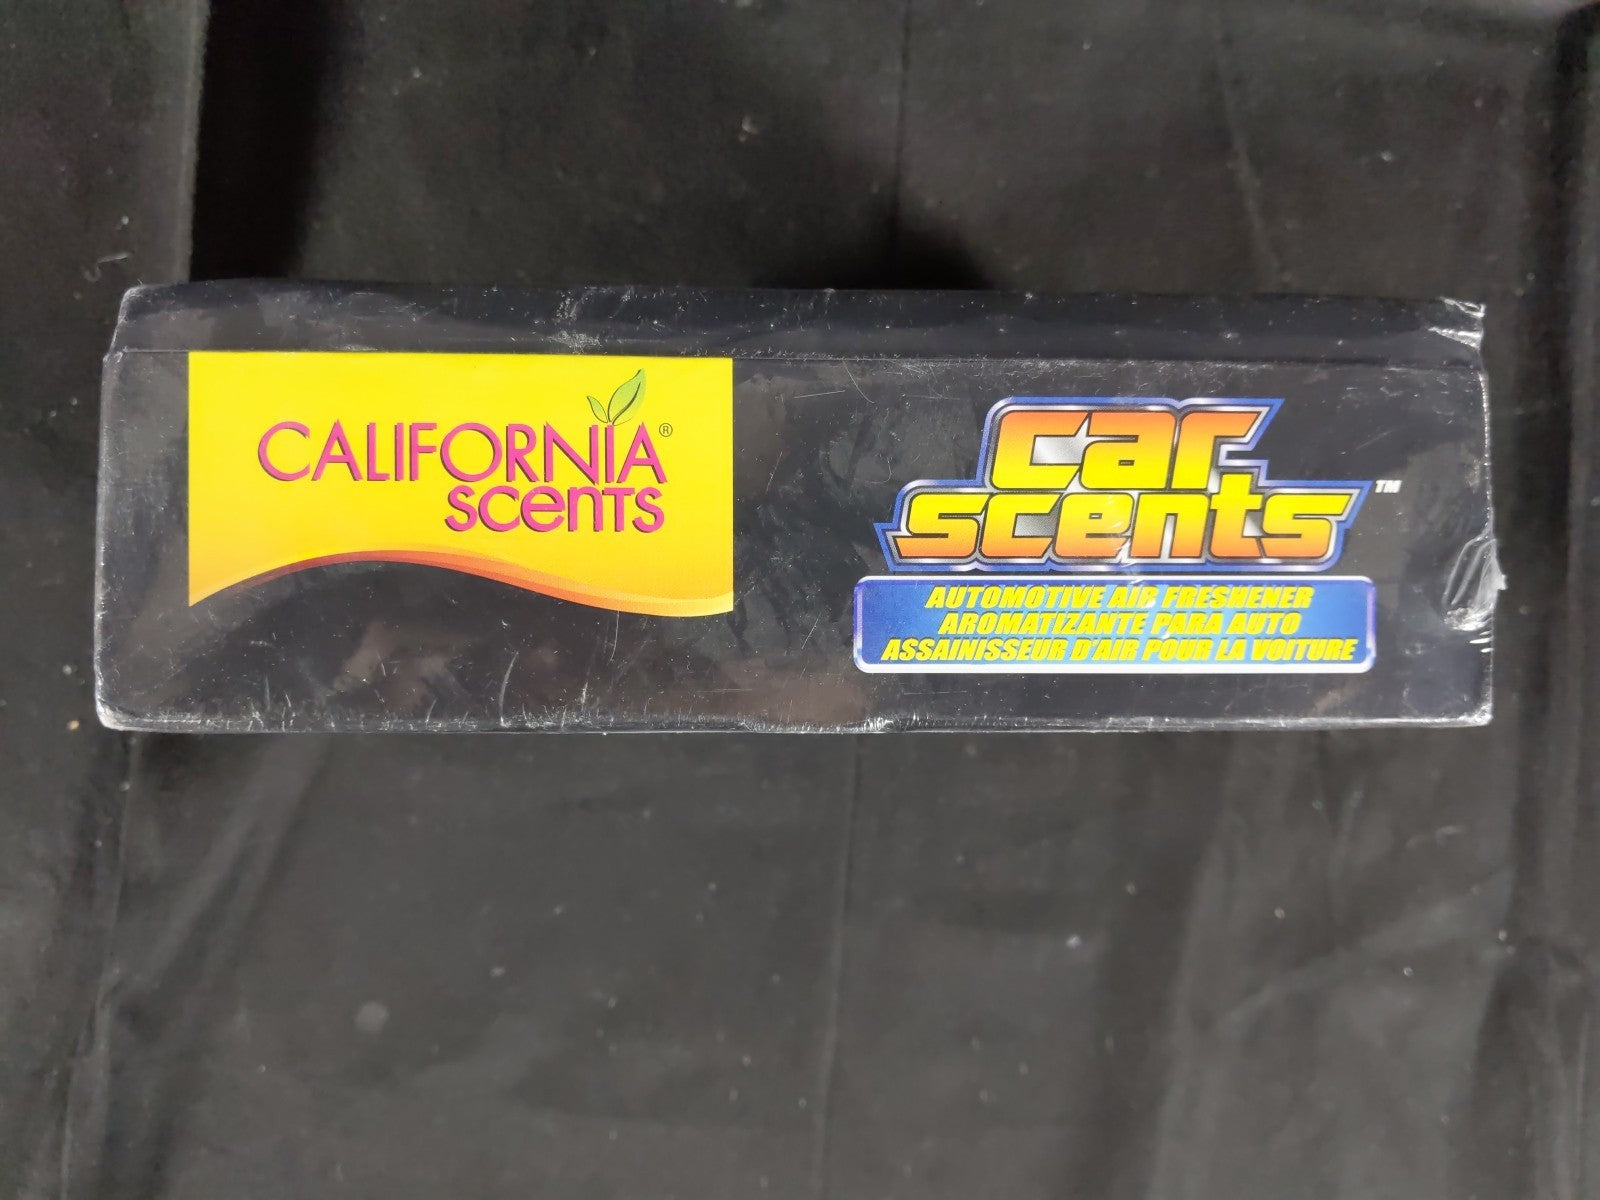 CALIFORNIA®
scents
car
scents™
AUTOMOTIVE AIR FRESHENER
AROMATIZANTE PARA AUTO
ASSAINISSEUR D'AIR POUR LA VOITURE